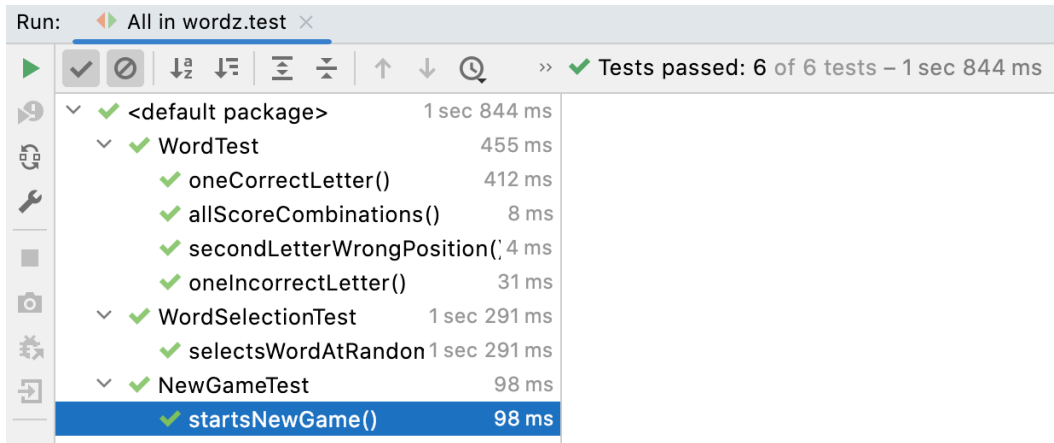 Run: All in wordz.test ×
» Tests passed: 6 of 6 tests – 1 sec 844 ms
<default package> 1 sec 844 ms
WordTest 455 ms
oneCorrectLetter() 412 ms
allScoreCombinations() 8 ms
secondLetterWrongPosition( 4 ms
oneIncorrectLetter() 31 ms
WordSelectionTest 1 sec 291 ms
selectsWordAtRandon 1 sec 291 ms
NewGameTest 98 ms
startsNewGame() 98 ms